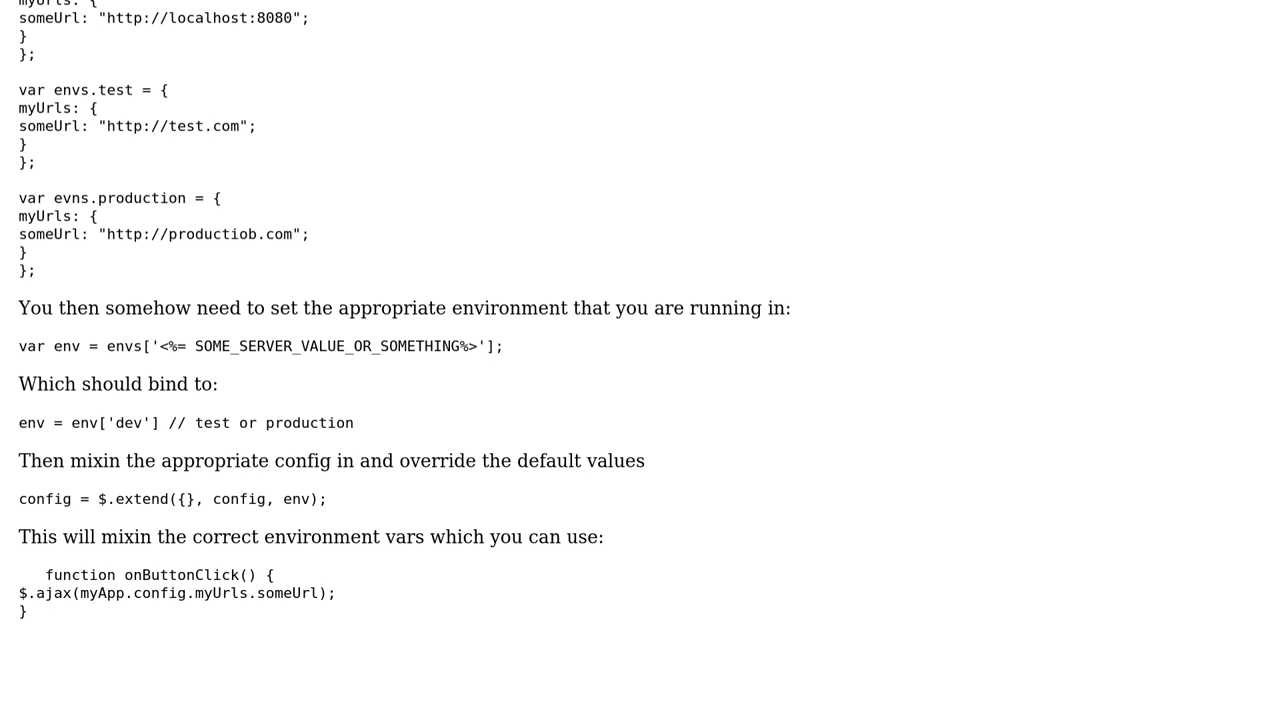 myUrls: {
someUrl: "http://localhost:8080";
}
};

var envs.test = {
myUrls: {
someUrl: "http://test.com";
}
};

var evns.production = {
myUrls: {
someUrl: "http://productiob.com";
}
};

You then somehow need to set the appropriate environment that you are running in:

var env = envs['<%= SOME_SERVER_VALUE_OR_SOMETHING%>'];

Which should bind to:

env = env['dev'] // test or production

Then mixin the appropriate config in and override the default values

config = $.extend({}, config, env);

This will mixin the correct environment vars which you can use:

   function onButtonClick() {
$.ajax(myApp.config.myUrls.someUrl);
}